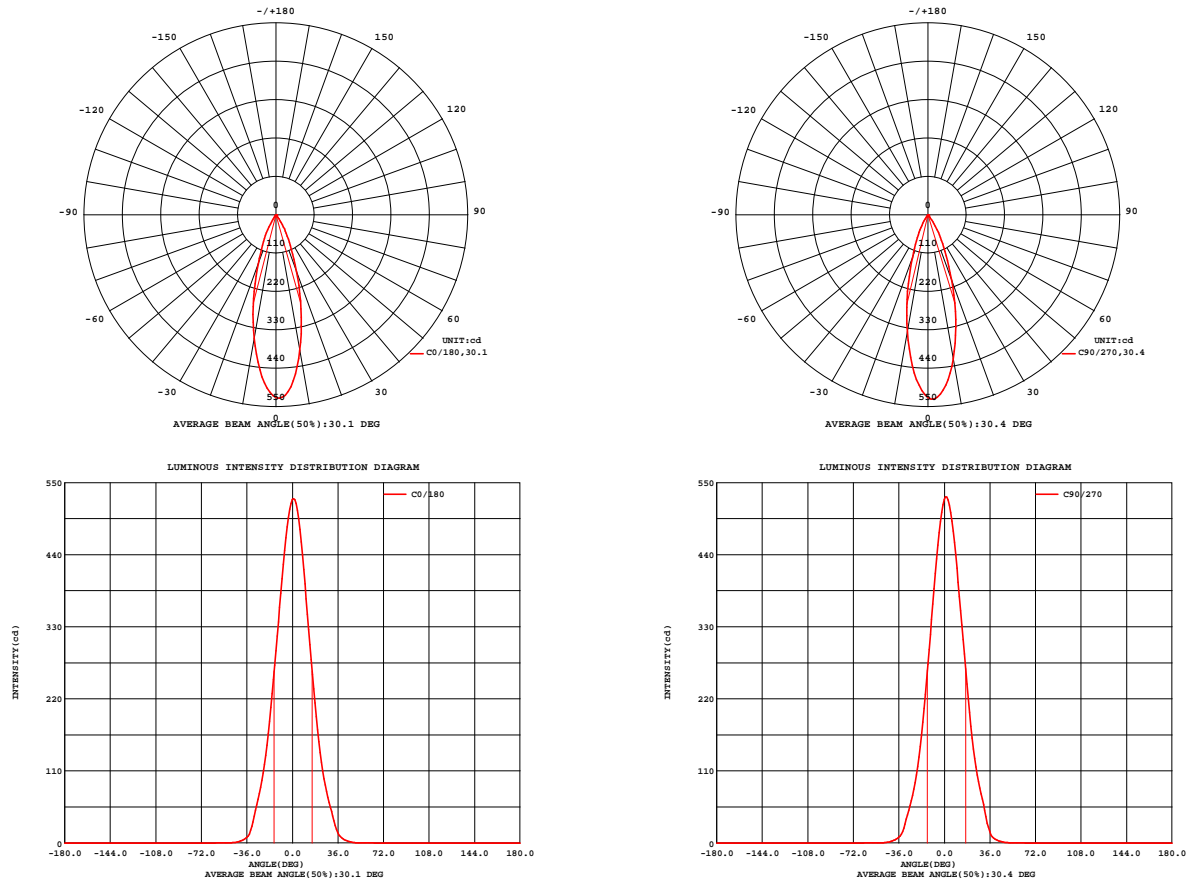 -/+180
-150
150
-120
120
0
-90
90
110
220
-60
330
60
UNIT:cd
C0/180,30.1
440
-30
30
550
0
AVERAGE BEAM ANGLE(50%):30.1 DEG
-/+180
-150
150
-120
120
0
-90
90
110
220
-60
330
60
UNIT:cd
C90/270,30.4
440
-30
30
550
0
AVERAGE BEAM ANGLE(50%):30.4 DEG
LUMINOUS INTENSITY DISTRIBUTION DIAGRAM
550
C0/180
440
330
INTENSITY(cd)
220
110
0
-180.0 -144.0 -108.0 -72.0 -36.0 0.0 36.0 72.0 108.0 144.0 180.0
ANGLE(DEG)
AVERAGE BEAM ANGLE(50%):30.1 DEG
LUMINOUS INTENSITY DISTRIBUTION DIAGRAM
550
C90/270
440
330
INTENSITY(cd)
220
110
0
-180.0 -144.0 -108.0 -72.0 -36.0 0.0 36.0 72.0 108.0 144.0 180.0
ANGLE(DEG)
AVERAGE BEAM ANGLE(50%):30.4 DEG